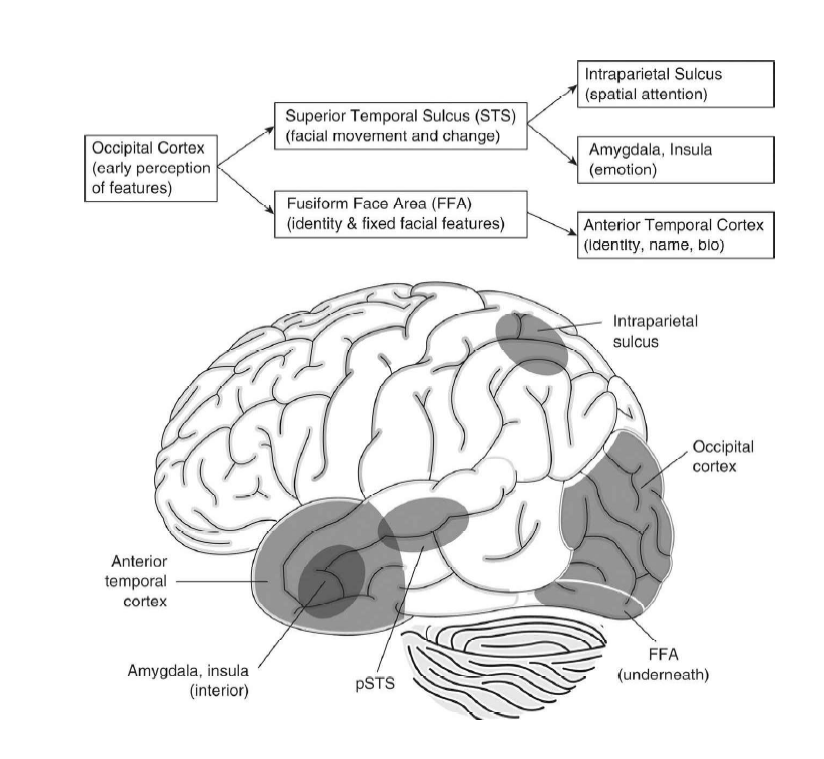 Intraparietal Sulcus
(spatial attention)
Superior Temporal Sulcus (STS)
(facial movement and change)
Occipital Cortex
(early perception
of features)
Amygdala, Insula
(emotion)
Fusiform Face Area (FFA)
(identity & fixed facial features)
Anterior Temporal Cortex
(identity, name, bio)
Intraparietal
sulcus
Occipital
cortex
Anterior
temporal
cortex
Amygdala, insula
(interior)
pSTS
FFA
(underneath)